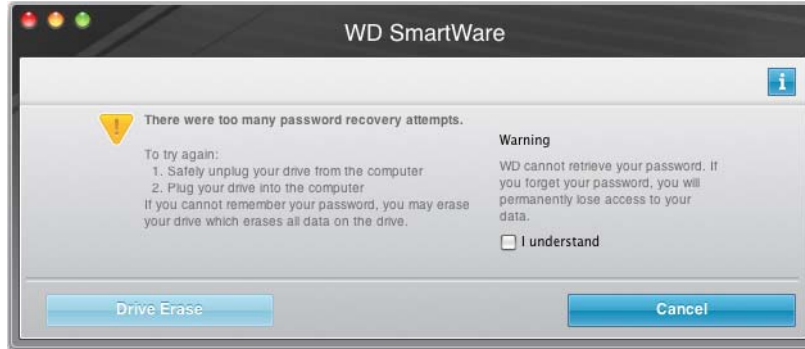 WD SmartWare
i
There were too many password recovery attempts.
To try again:
1. Safely unplug your drive from the computer
2. Plug your drive into the computer
If you cannot remember your password, you may erase
your drive which erases all data on the drive.
Warning
WD cannot retrieve your password. If
you forget your password, you will
permanently lose access to your
data.
I understand
Drive Erase
Cancel